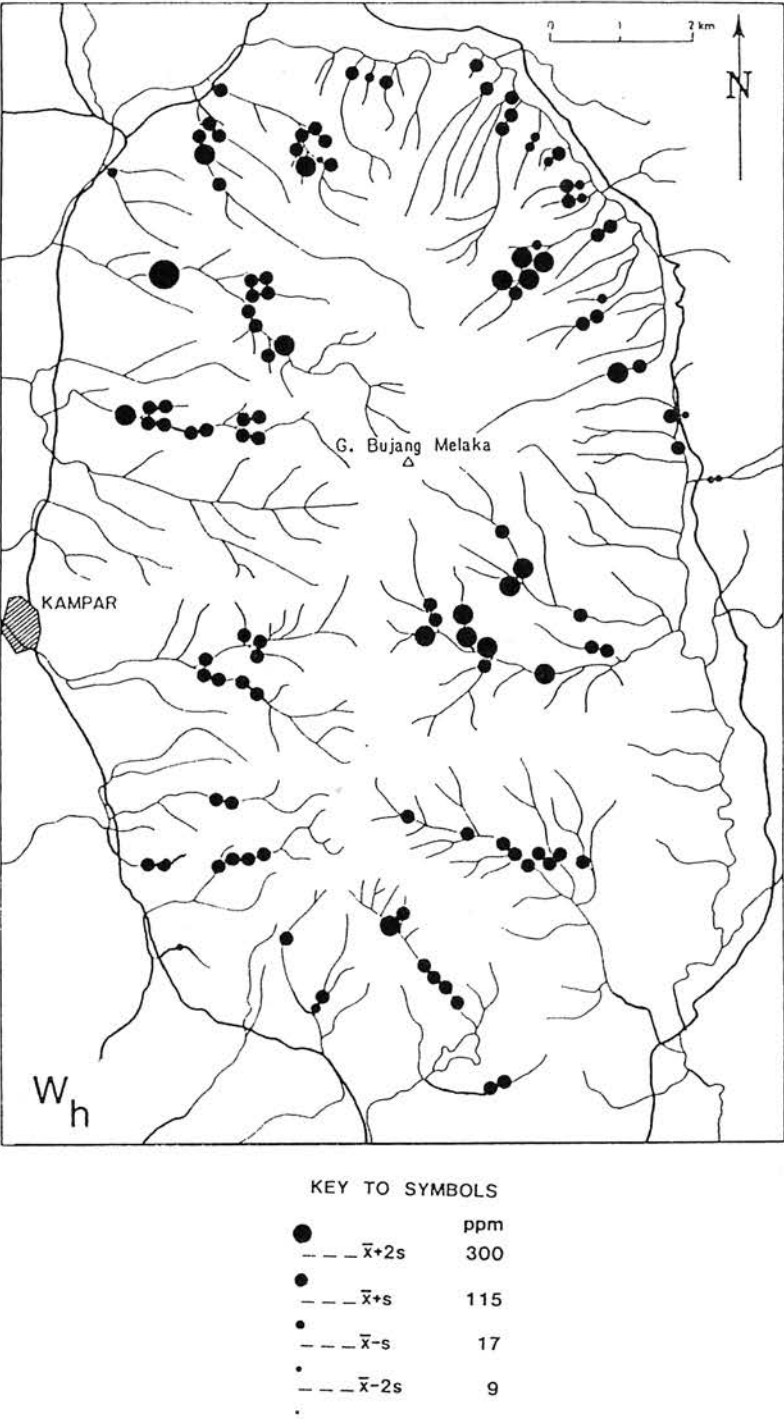 0 1 2 km
N
G. Bujang Melaka
KAMPAR
Wh
KEY TO SYMBOLS
ppm
x̅+2s 300
x̅+s 115
x̅-s 17
x̅-2s 9